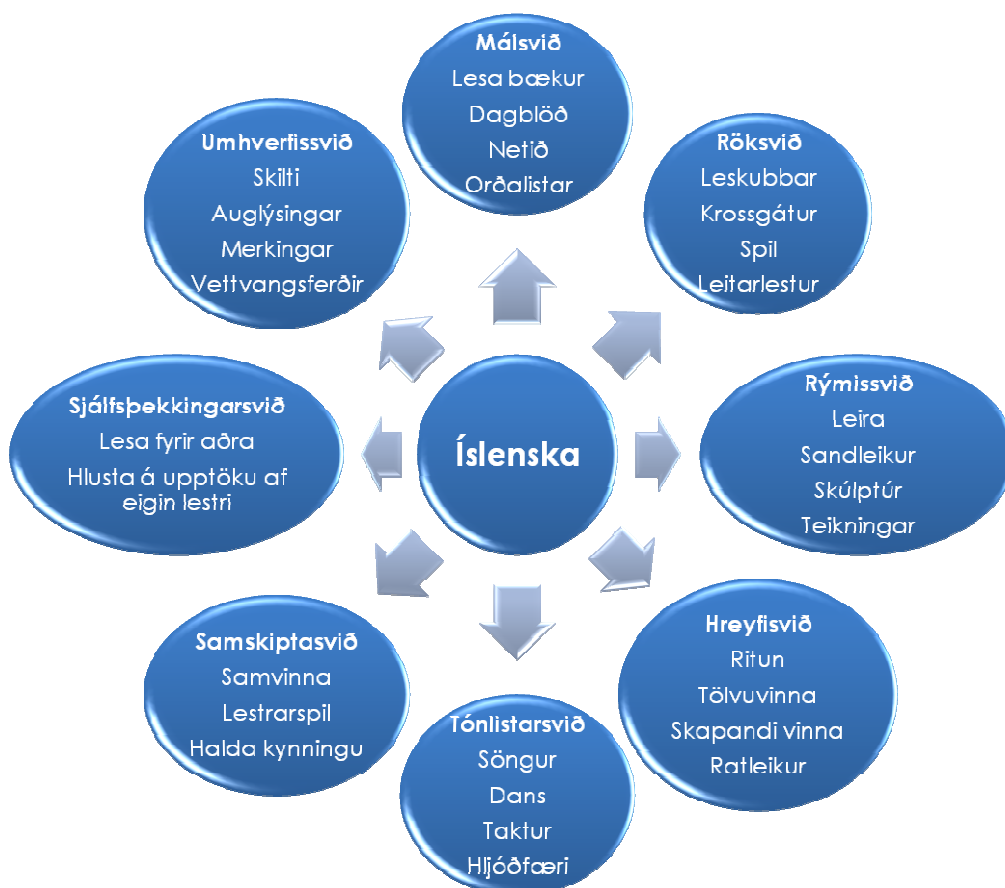 Málsvið
Lesa bækur
Dagblöð
Netið
Orðalistar
Röksvið
Leskubbar
Krossgátur
Spil
Leitarlestur
Rýmissvið
Leira
Sandleikur
Skúlptúr
Teikningar
Hreyfisvið
Ritun
Tölvuvinna
Skapandi vinna
Ratleikur
Tónlistarsvið
Söngur
Dans
Taktur
Hljóðfæri
Samskiptasvið
Samvinna
Lestrarspil
Halda kynningu
Sjálfsþekkingarsvið
Lesa fyrir aðra
Hlusta á upptöku af
eigin lestri
Umhverfissvið
Skilti
Auglýsingar
Merkingar
Vettvangsferðir
Íslenska